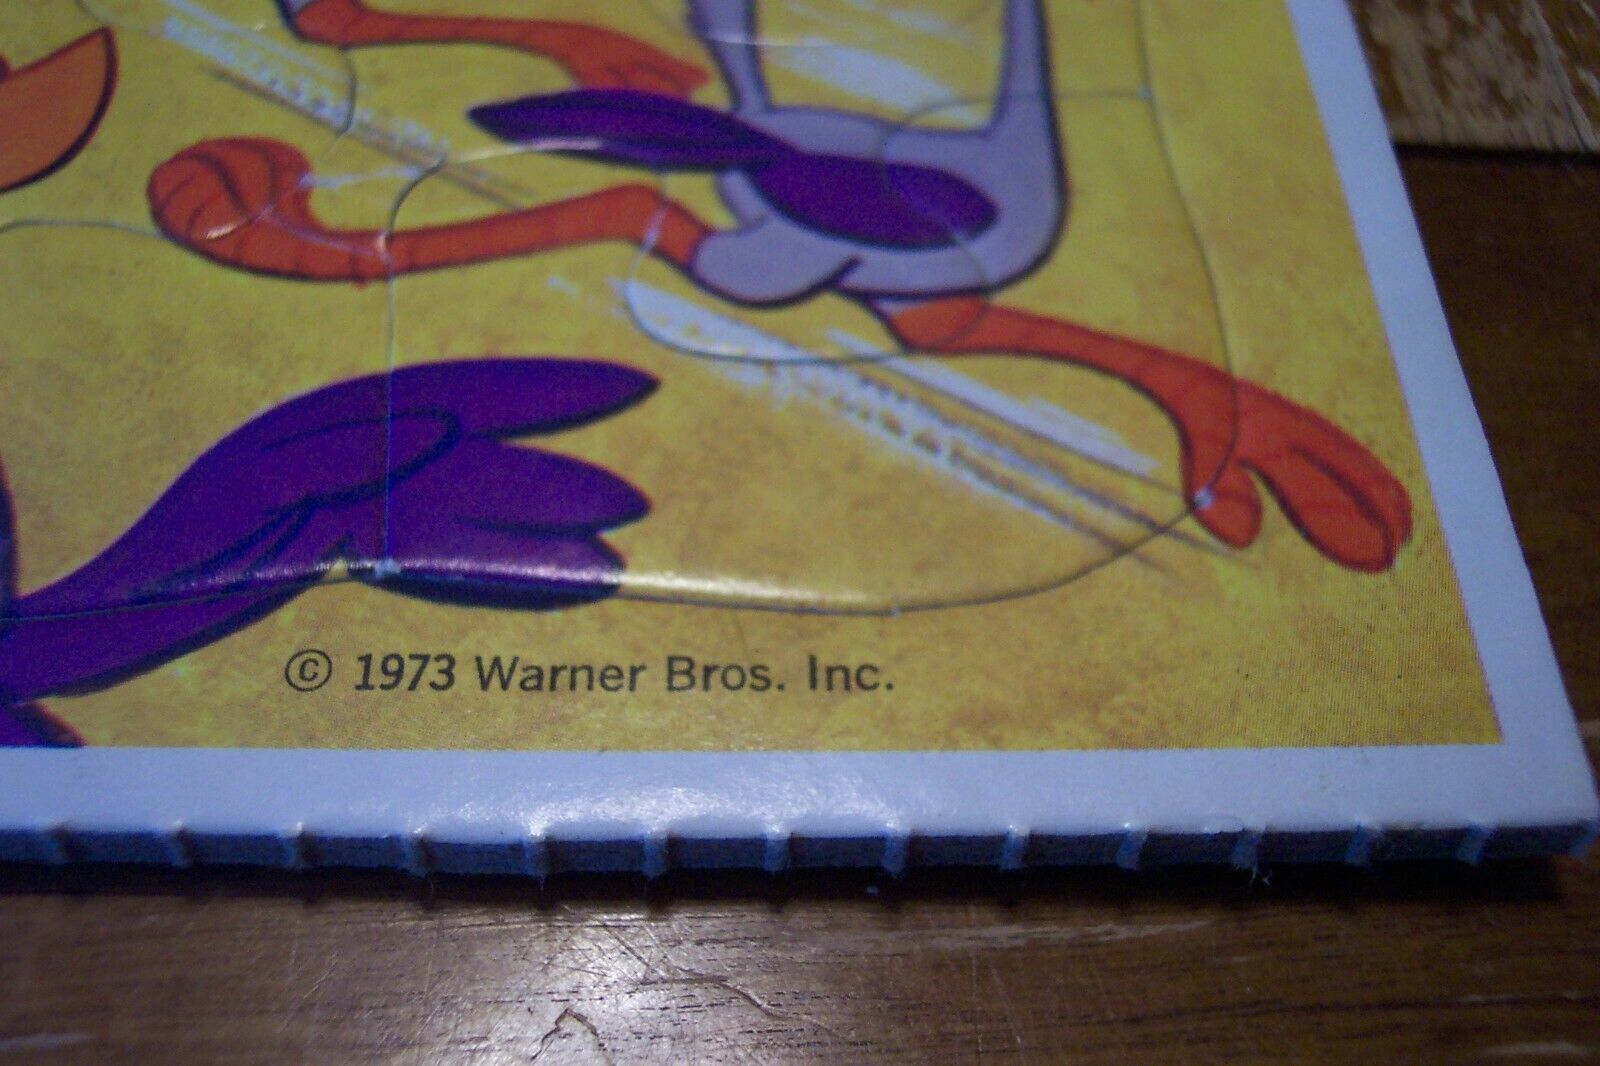 © 1973 Warner Bros. Inc.